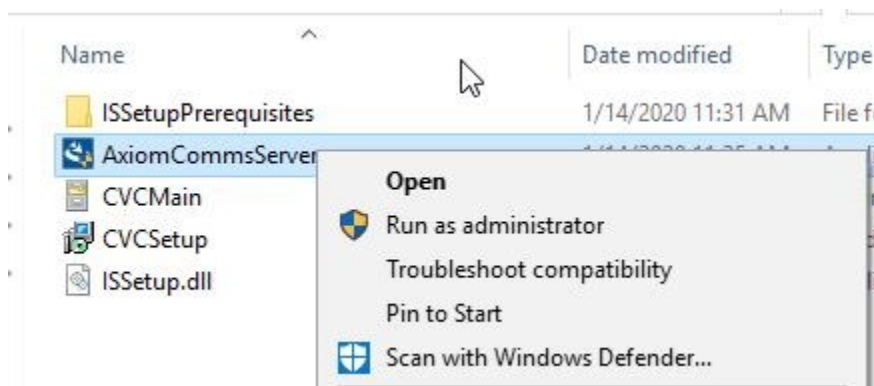 Name Date modified Type
ISSetupPrerequisites 1/14/2020 11:31 AM File f
AxiomCommsServer
Open
CVCMain
Run as administrator
CVCSetup
Troubleshoot compatibility
ISSetup.dll
Pin to Start
Scan with Windows Defender...